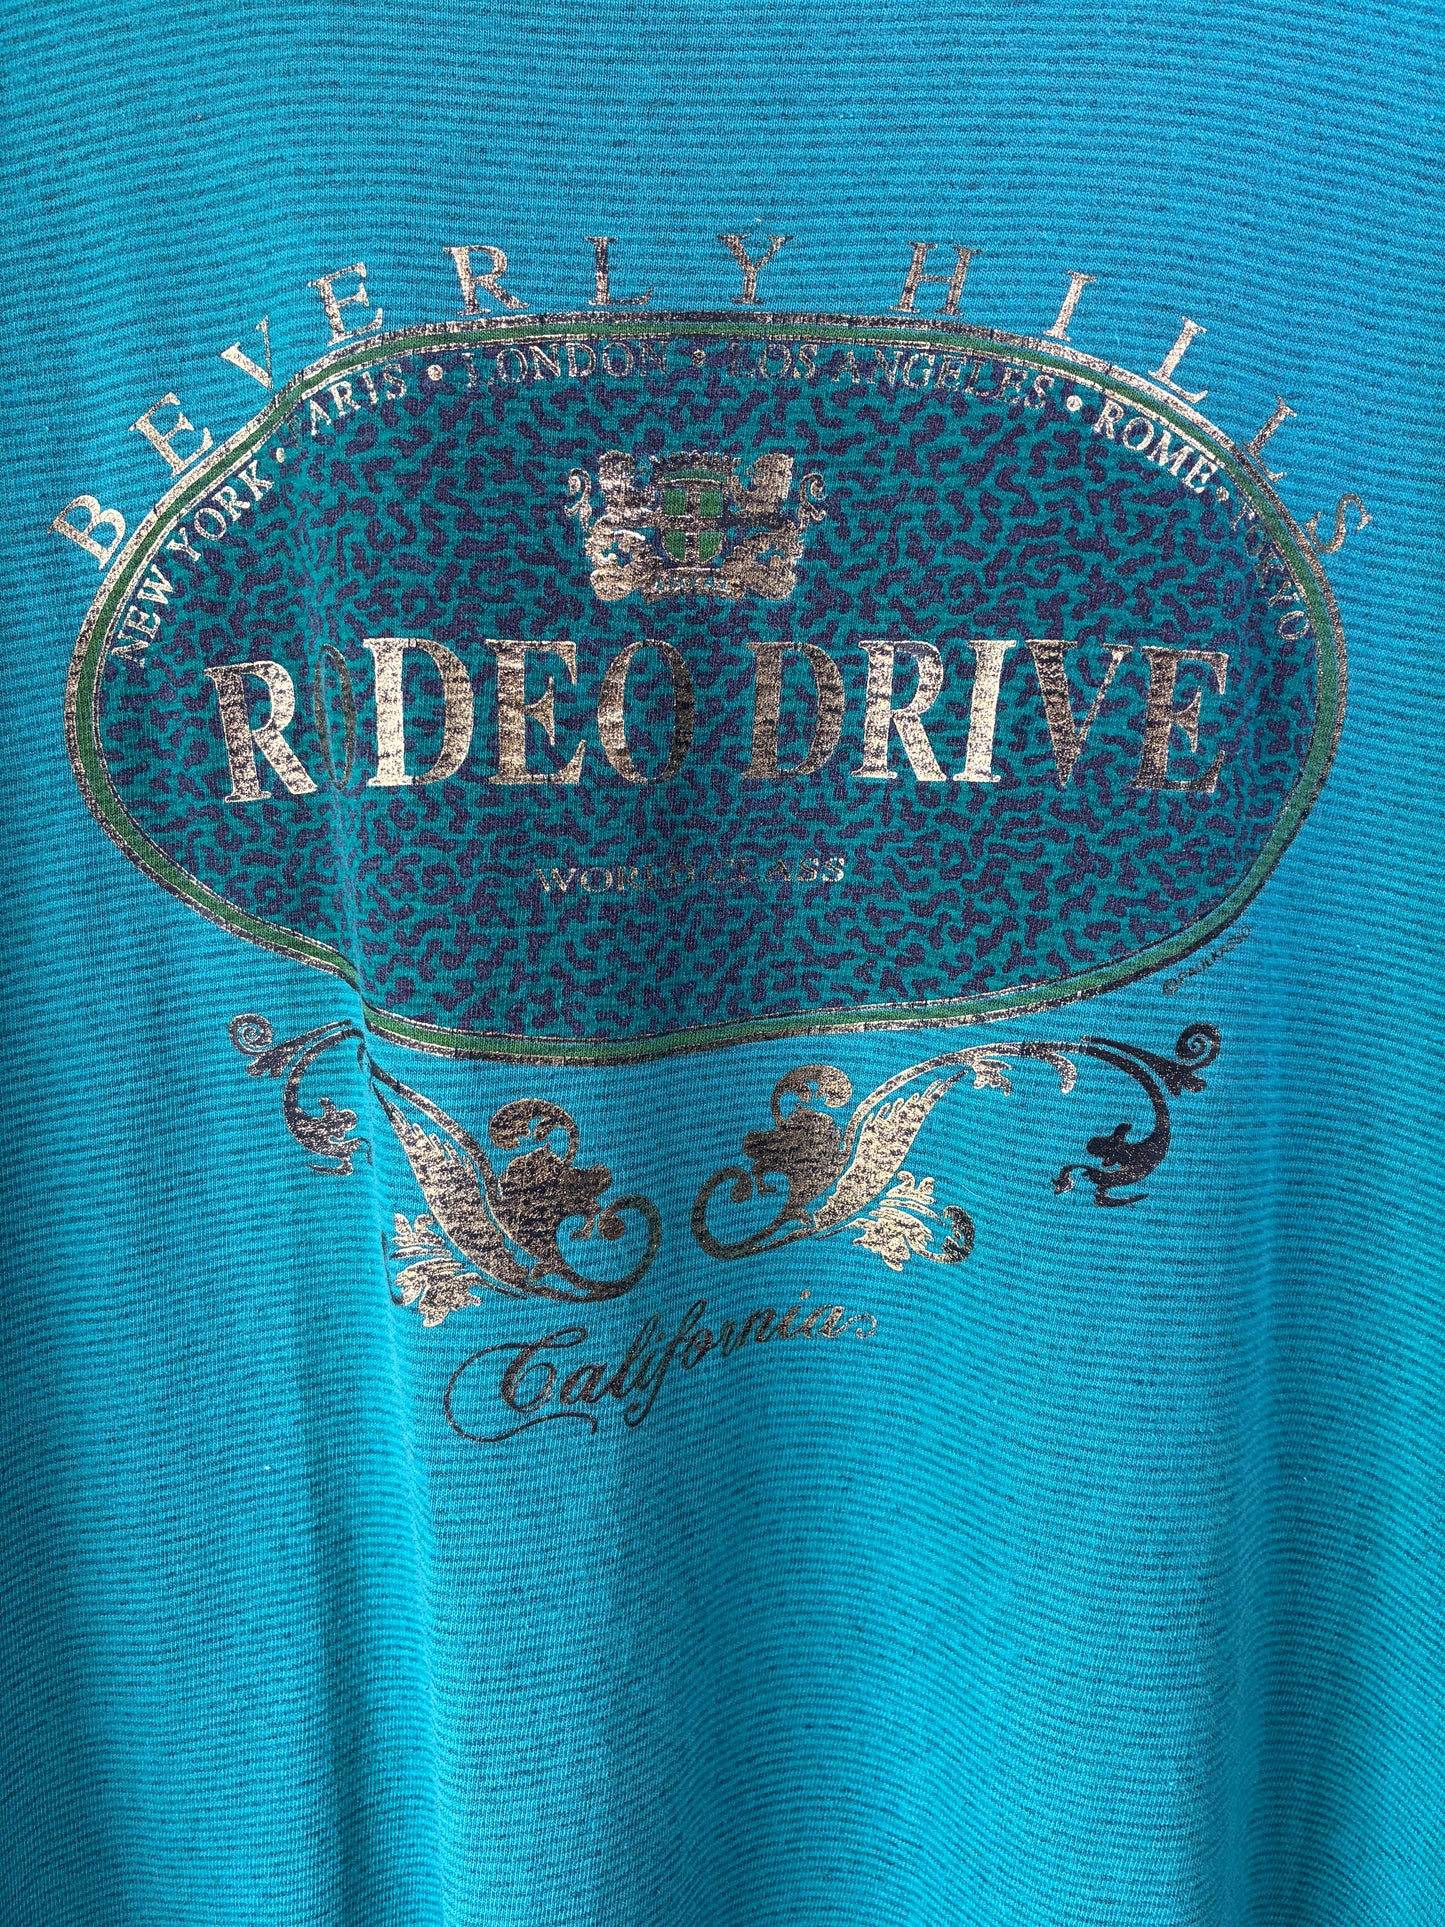 BEVERLY HILLS
NEW YORK • PARIS • LONDON • LOS ANGELES • ROME • TOKYO
RODEO DRIVE
WORLD CLASS
California